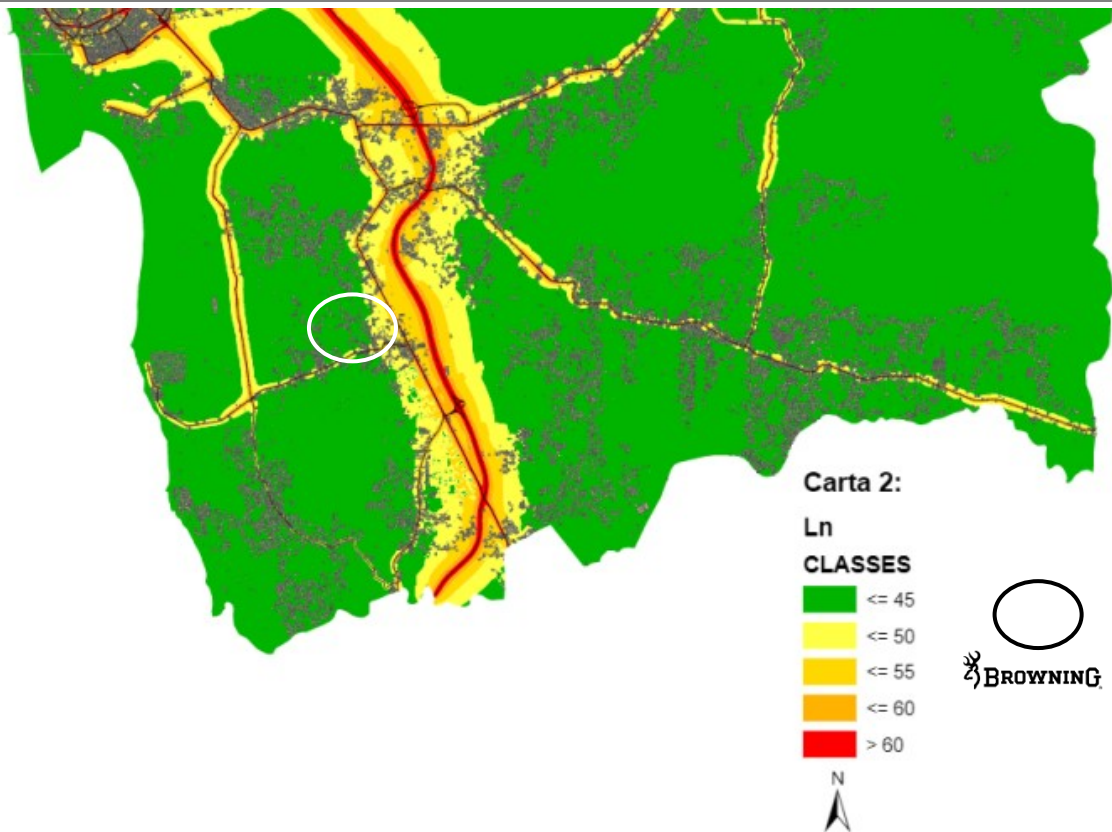 Carta 2:
Ln
CLASSES
<= 45
<= 50
<= 55
<= 60
> 60
BROWNING
N